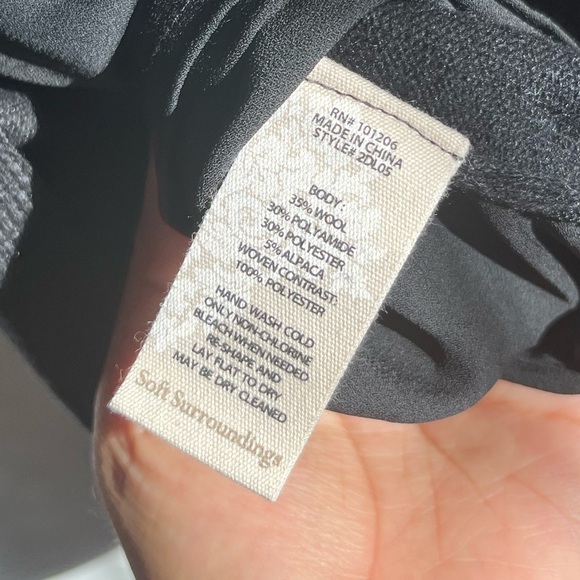 RN# 101206
MADE IN CHINA
STYLE# 2DL05
BODY:
35% WOOL
30% POLYAMIDE
30% POLYESTER
5% ALPACA
WOVEN CONTRAST:
100% POLYESTER
HAND WASH COLD
ONLY NON-CHLORINE
BLEACH WHEN NEEDED
RE-SHAPE AND
LAY FLAT TO DRY
MAY BE DRY CLEANED
Soft Surroundings